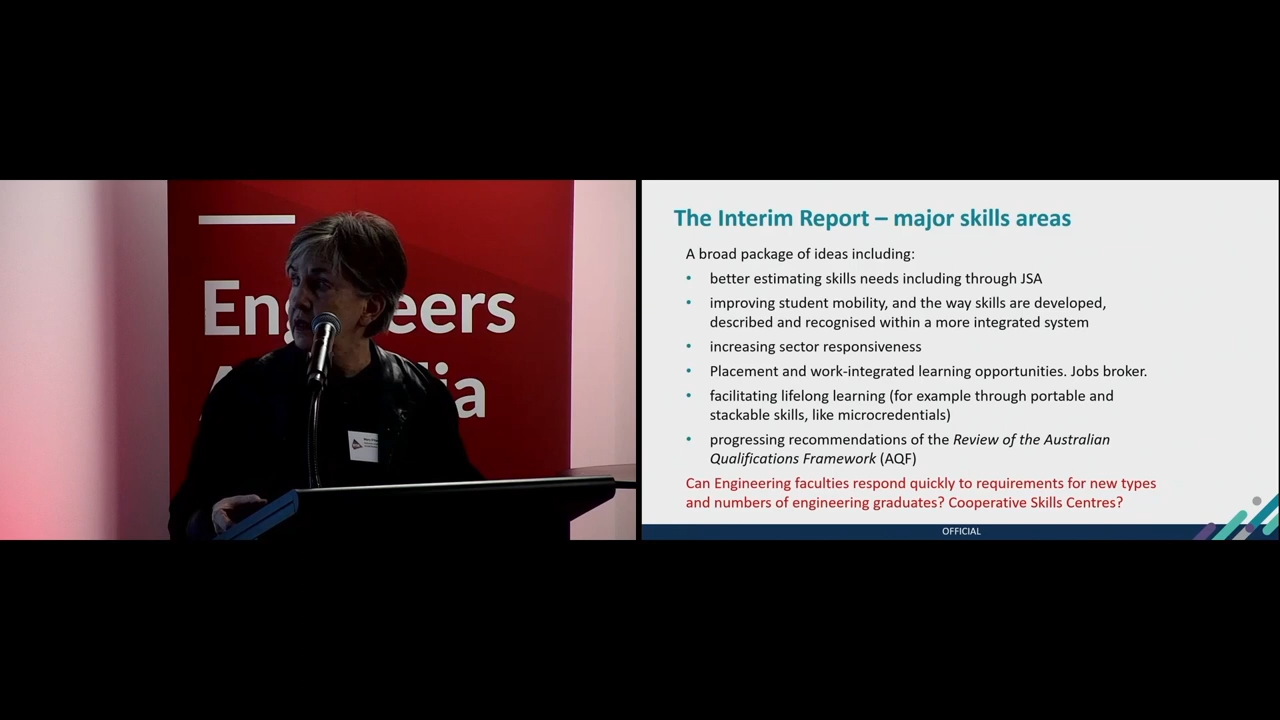 Engineers
The Interim Report – major skills areas
A broad package of ideas including:
• better estimating skills needs including through JSA
• improving student mobility, and the way skills are developed,
described and recognised within a more integrated system
• increasing sector responsiveness
• Placement and work-integrated learning opportunities. Jobs broker.
• facilitating lifelong learning (for example through portable and
stackable skills, like microcredentials)
• progressing recommendations of the Review of the Australian
Qualifications Framework (AQF)
Can Engineering faculties respond quickly to requirements for new types
and numbers of engineering graduates? Cooperative Skills Centres?
OFFICIAL